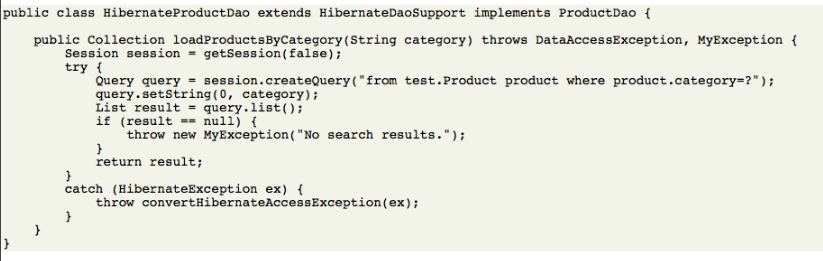 public class HibernateProductDao extends HibernateDaoSupport implements ProductDao {
    public Collection loadProductsByCategory(String category) throws DataAccessException, MyException {
        Session session = getSession(false);
        try {
            Query query = session.createQuery("from test.Product product where product.category=?");
            query.setString(0, category);
            List result = query.list();
            if (result == null) {
                throw new MyException("No search results.");
            }
            return result;
        }
        catch (HibernateException ex) {
            throw convertHibernateAccessException(ex);
        }
    }
}